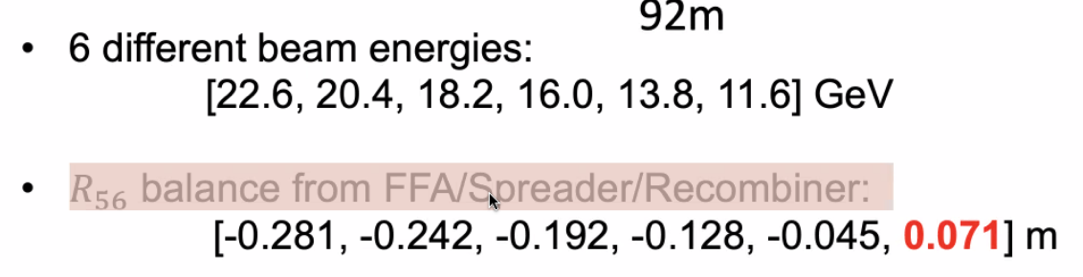 92m
• 6 different beam energies:
[22.6, 20.4, 18.2, 16.0, 13.8, 11.6] GeV
• R₅₆ balance from FFA/Spreader/Recombiner:
[-0.281, -0.242, -0.192, -0.128, -0.045, 0.071] m